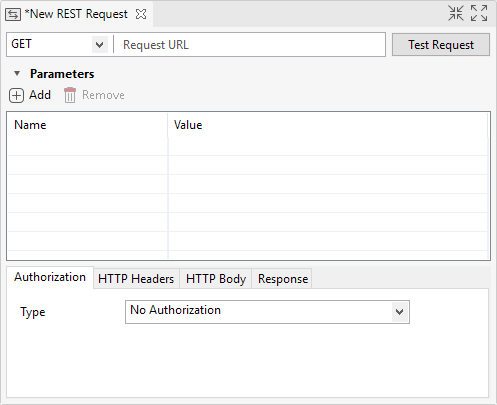 *New REST Request
GET Request URL Test Request
Parameters
Add Remove
Name Value
Authorization HTTP Headers HTTP Body Response
Type No Authorization